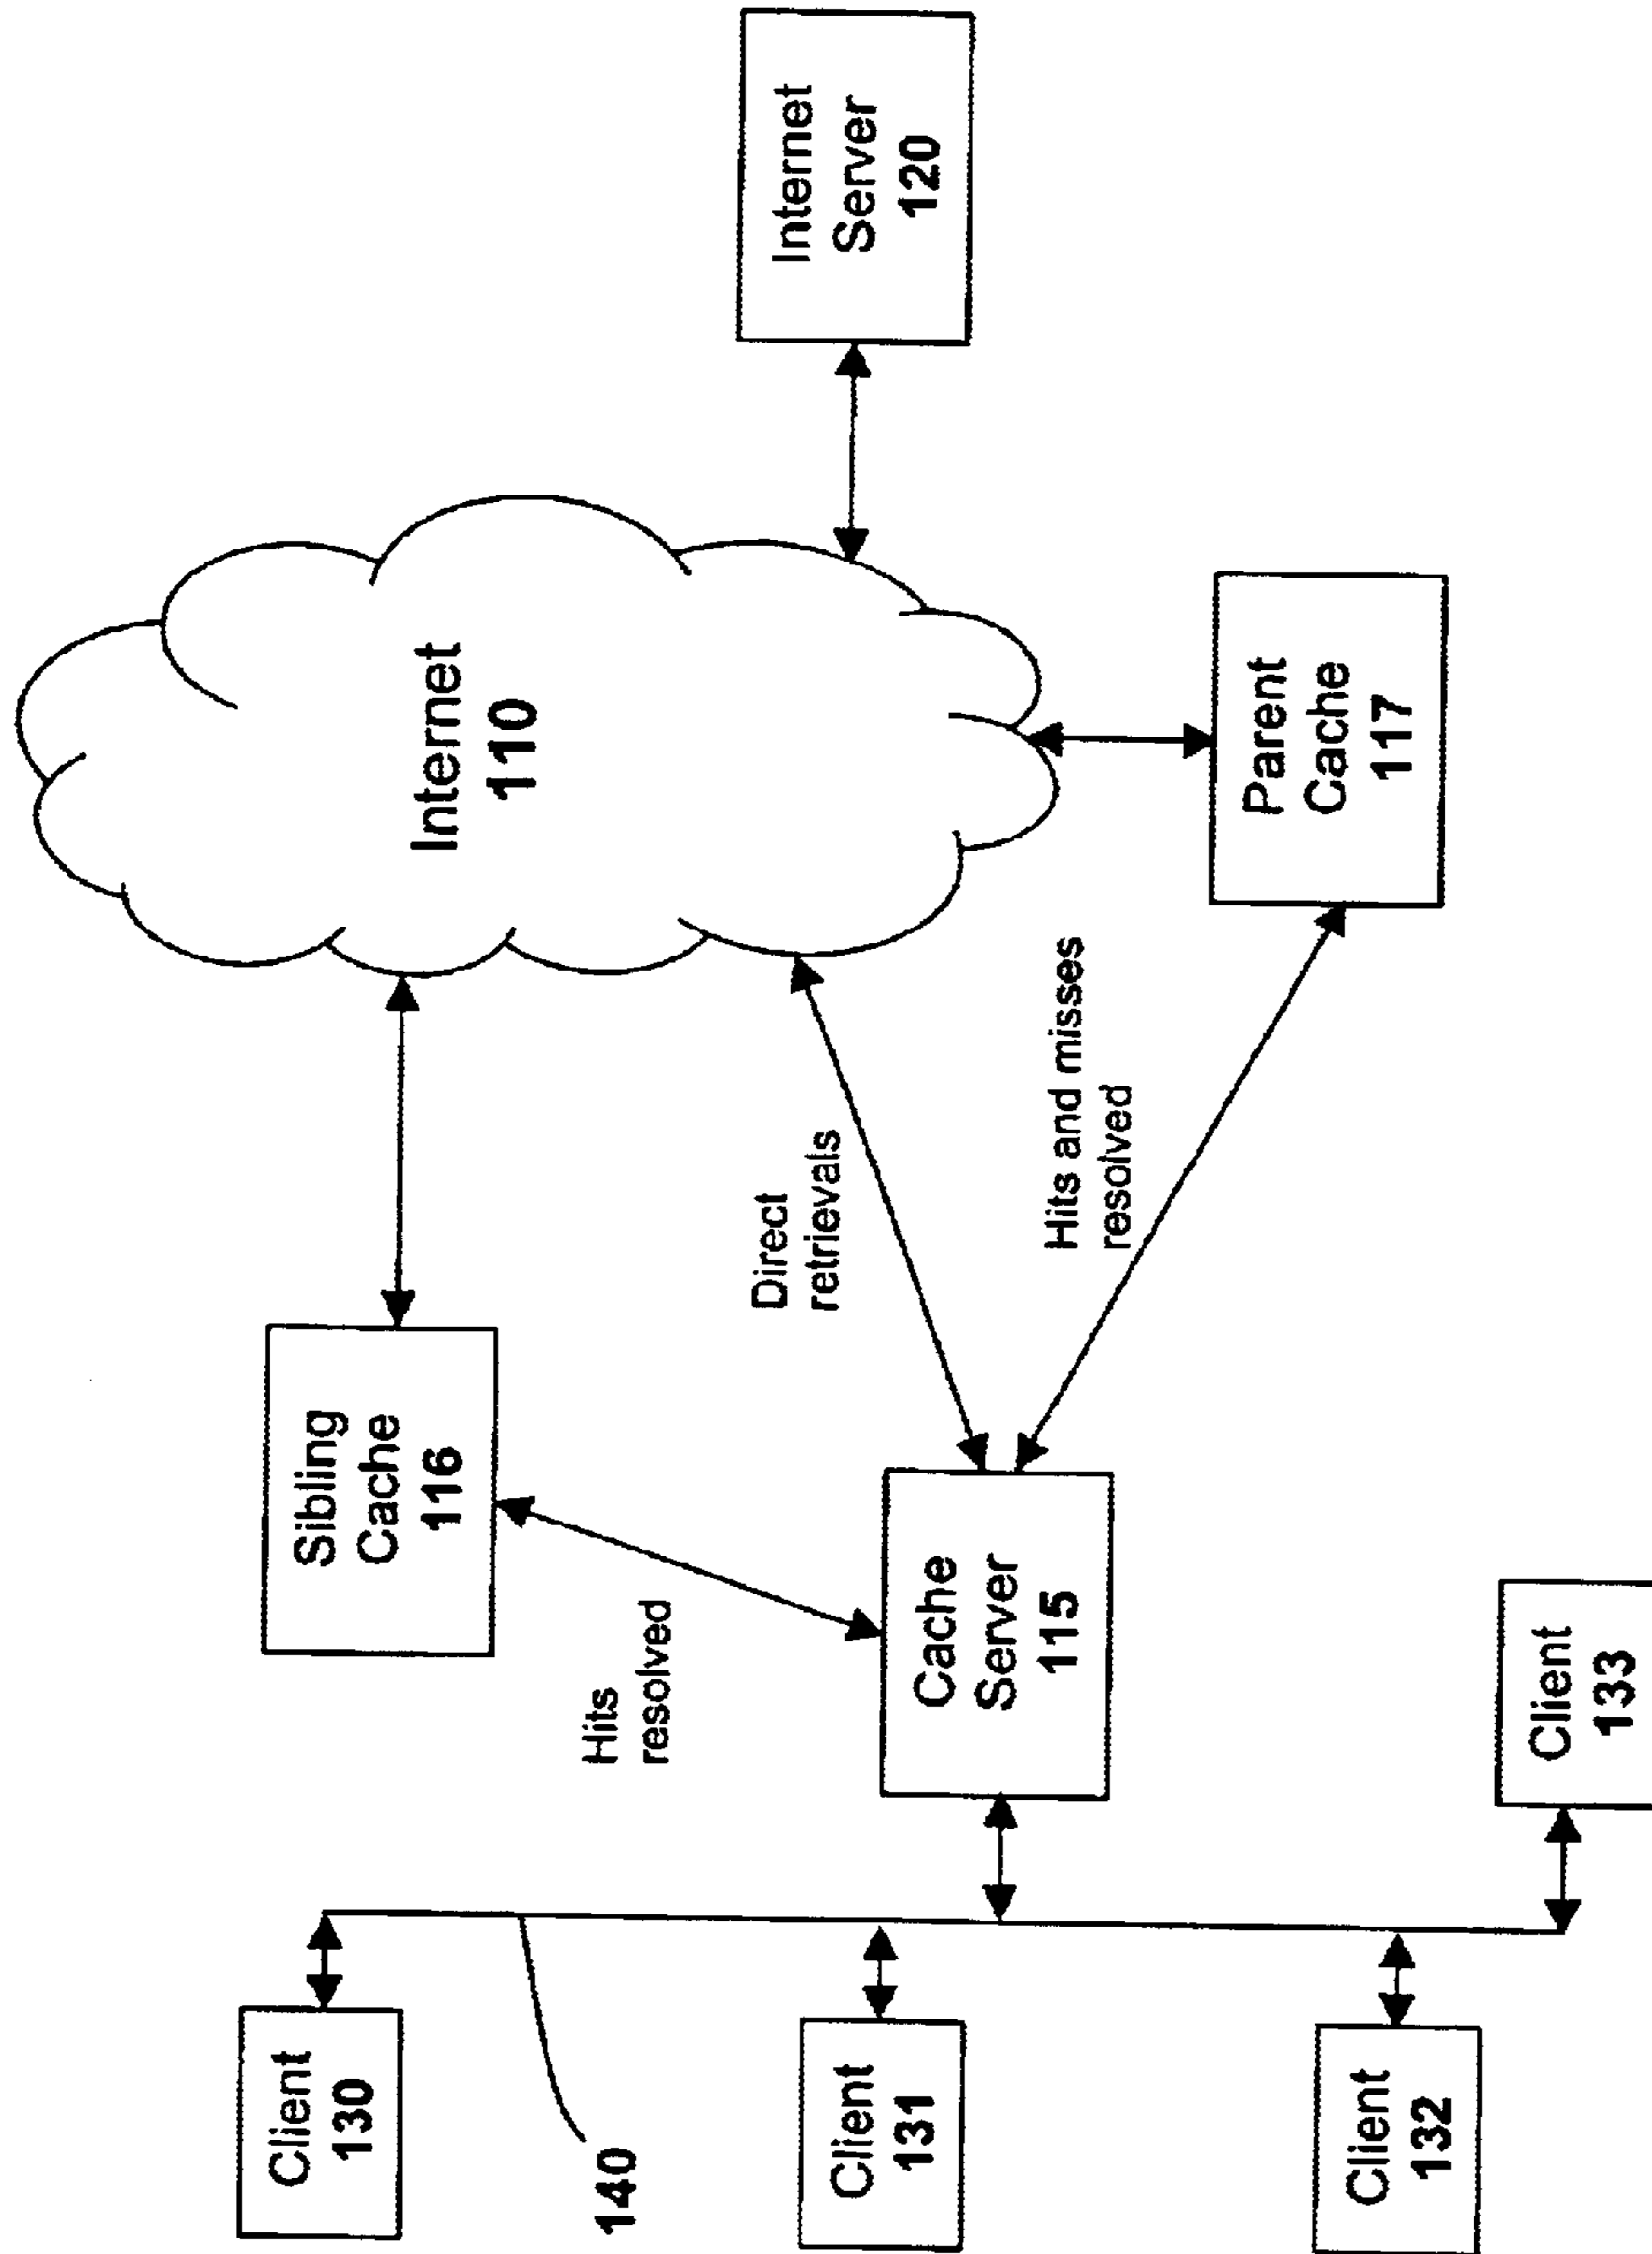 Client
130
140
Client
131
Client
132
Client
133
Hits
resolved
Cache
Server
115
Sibling
Cache
116
Direct
retrievals
Hits and misses
resolved
Internet
110
Parent
Cache
117
Internet
Server
120